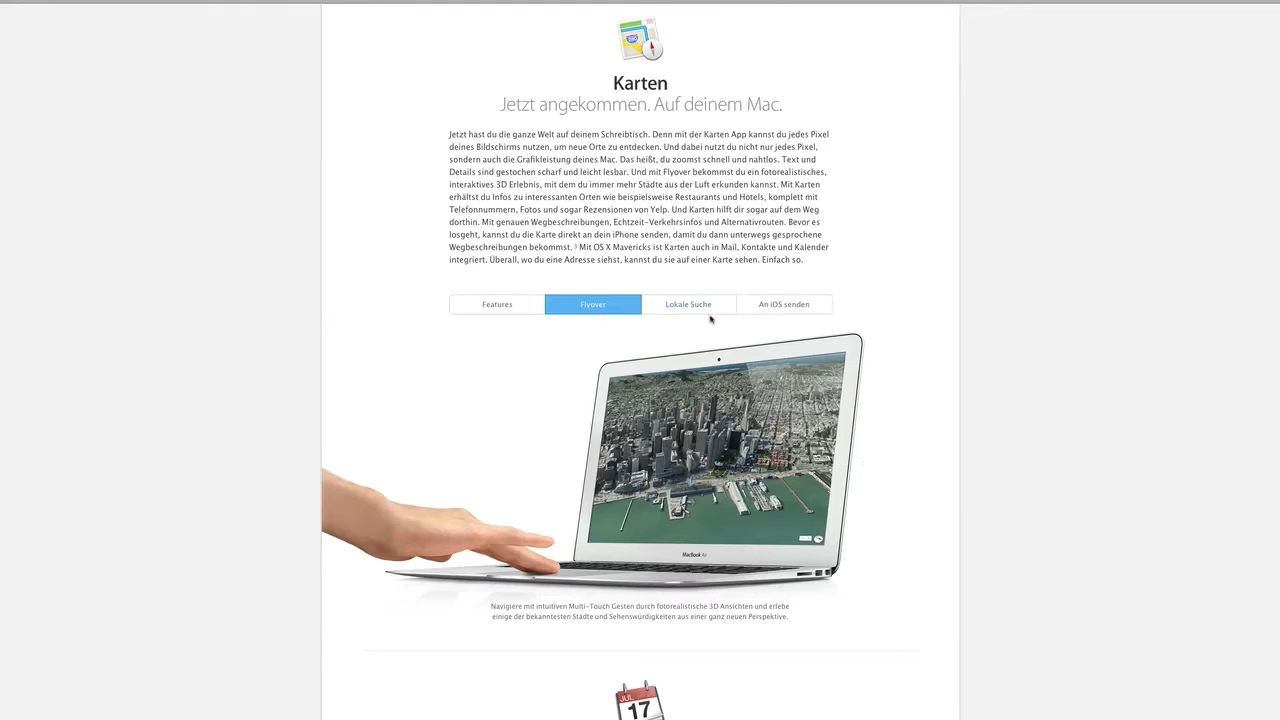 Karten
Jetzt angekommen. Auf deinem Mac.
Jetzt hast du die ganze Welt auf deinem Schreibtisch. Denn mit der Karten App kannst du jedes Pixel
deines Bildschirms nutzen, um neue Orte zu entdecken. Und dabei nutzt du nicht nur jedes Pixel,
sondern auch die Grafikleistung deines Mac. Das heißt, du zoomst schnell und nahtlos. Text und
Details sind gestochen scharf und leicht lesbar. Und mit Flyover bekommst du ein fotorealistisches,
interaktives 3D Erlebnis, mit dem du immer mehr Städte aus der Luft erkunden kannst. Mit Karten
erhältst du Infos zu interessanten Orten wie beispielsweise Restaurants und Hotels, komplett mit
Telefonnummern, Fotos und sogar Rezensionen von Yelp. Und Karten hilft dir sogar auf dem Weg
dorthin. Mit genauen Wegbeschreibungen, Echtzeit-Verkehrsinfos und Alternativrouten. Bevor es
losgeht, kannst du die Karte direkt an dein iPhone senden, damit du dann unterwegs gesprochene
Wegbeschreibungen bekommst. ³ Mit OS X Mavericks ist Karten auch in Mail, Kontakte und Kalender
integriert. Überall, wo du eine Adresse siehst, kannst du sie auf einer Karte sehen. Einfach so.
Features
Flyover
Lokale Suche
An iOS senden
MacBook Air
Navigiere mit intuitiven Multi-Touch Gesten durch fotorealistische 3D Ansichten und erlebe
einige der bekanntesten Städte und Sehenswürdigkeiten aus einer ganz neuen Perspektive.
JUL
17